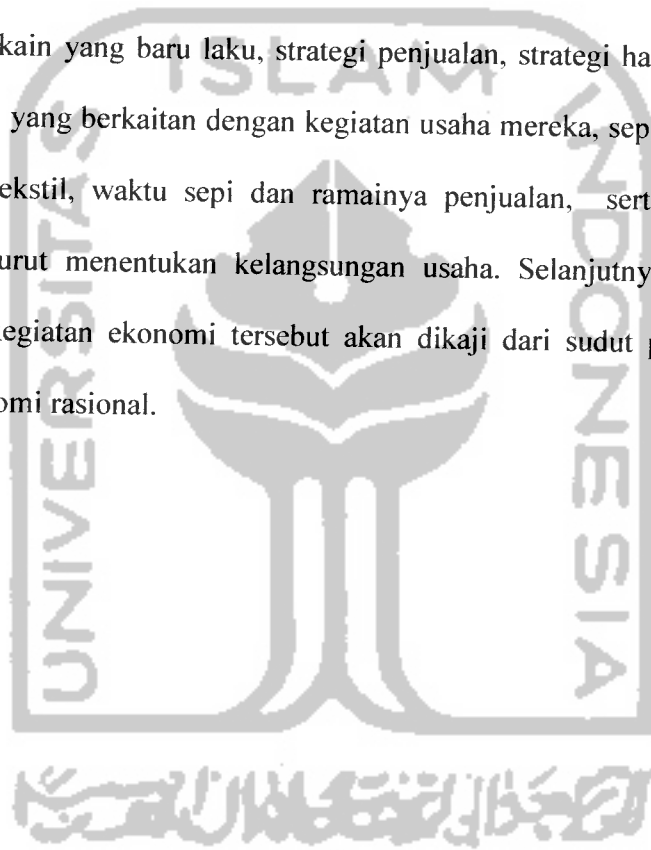 kain yang baru laku, strategi penjualan, strategi ha
yang berkaitan dengan kegiatan usaha mereka, sep
ekstil, waktu sepi dan ramainya penjualan, sert
urut menentukan kelangsungan usaha. Selanjutny
kegiatan ekonomi tersebut akan dikaji dari sudut p
omi rasional.
ISLAM
UNIVERSITAS
INDONESIA